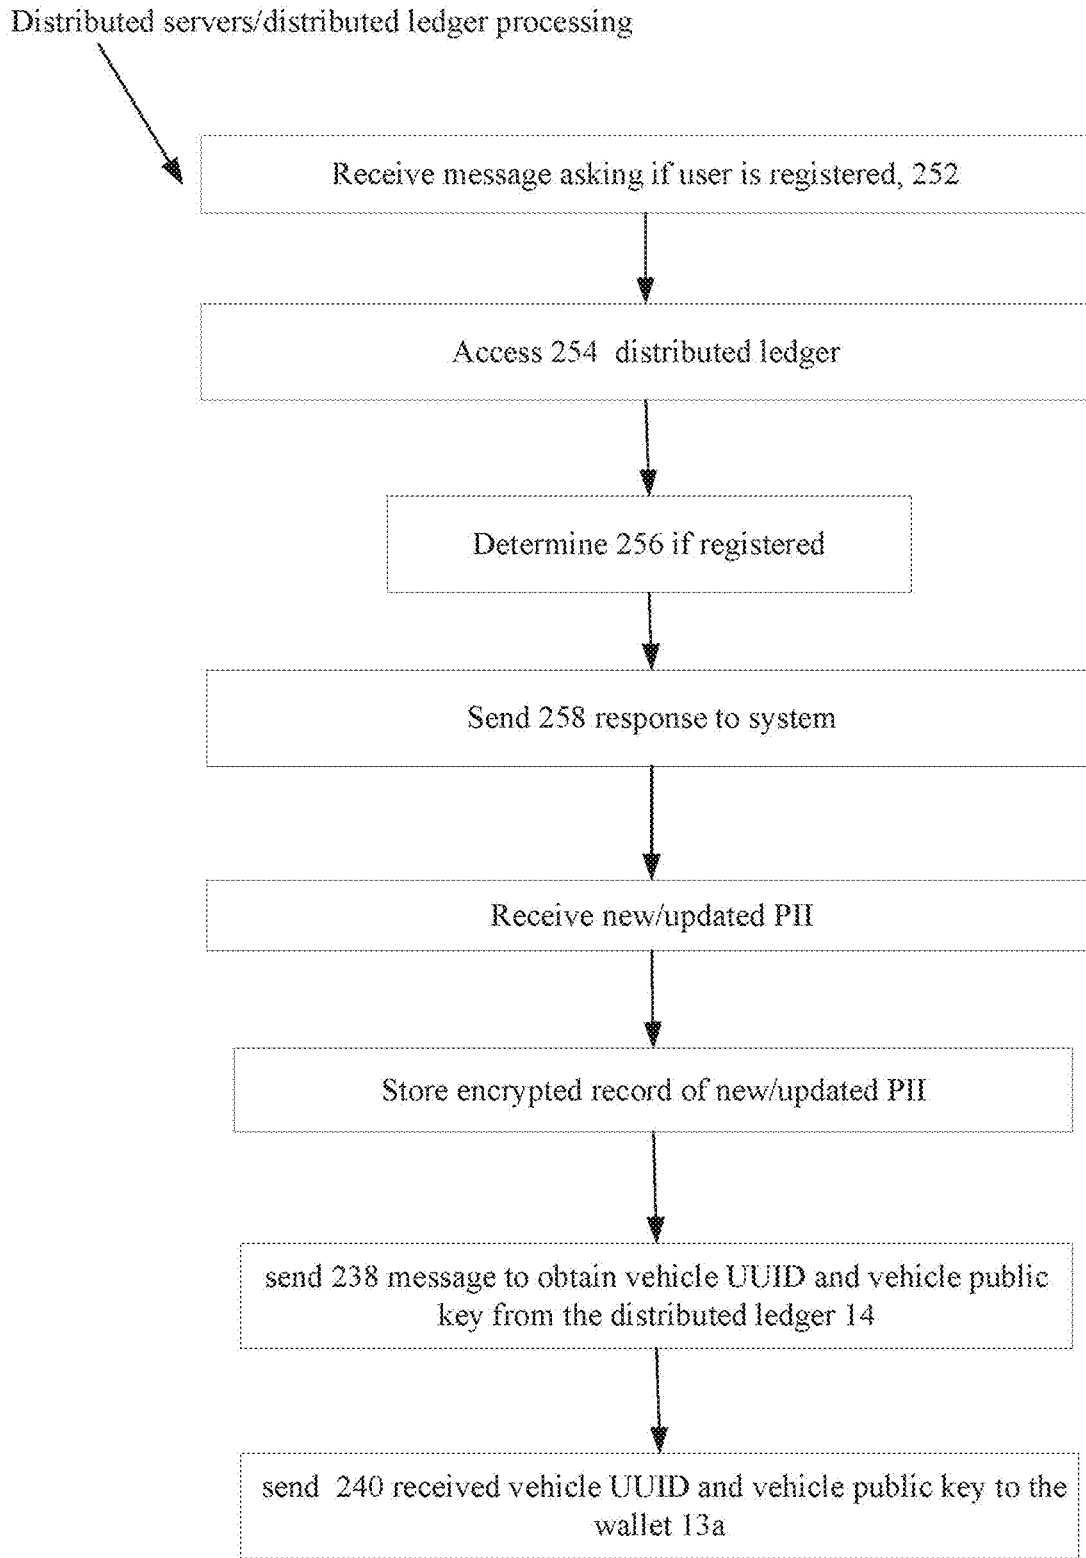 Distributed servers/distributed ledger processing
Receive message asking if user is registered, 252
Access 254 distributed ledger
Determine 256 if registered
Send 258 response to system
Receive new/updated PII
Store encrypted record of new/updated PII
send 238 message to obtain vehicle UUID and vehicle public
key from the distributed ledger 14
send 240 received vehicle UUID and vehicle public key to the
wallet 13a